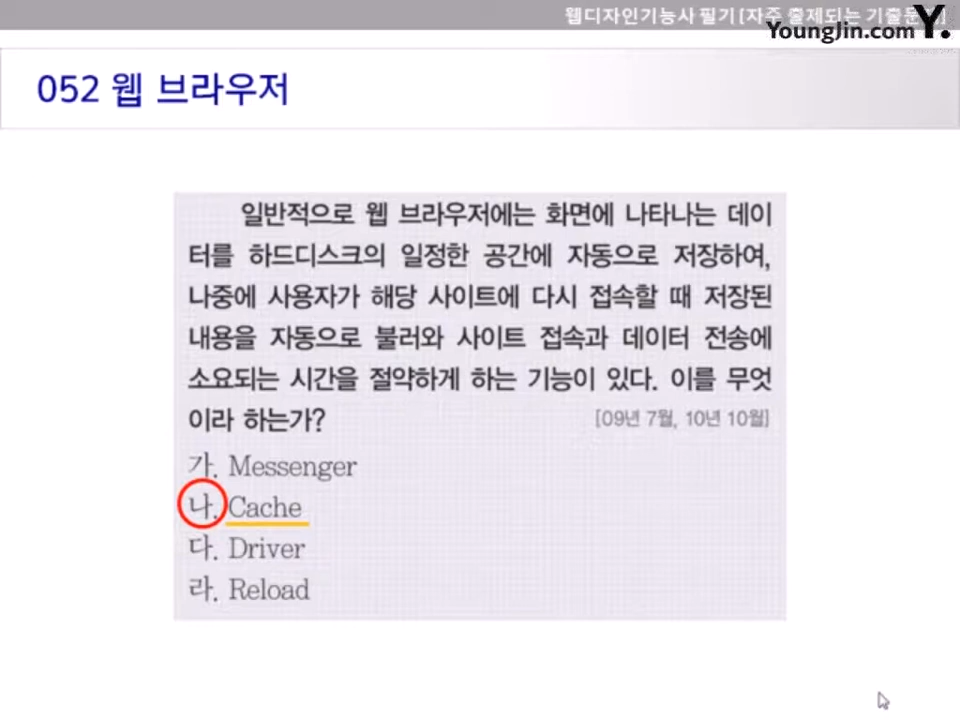 웹디자인기능사 필기 [자주 출제되는 기출문제]
YoungJin.com Y.
052 웹 브라우저
일반적으로 웹 브라우저에는 화면에 나타나는 데이
터를 하드디스크의 일정한 공간에 자동으로 저장하여,
나중에 사용자가 해당 사이트에 다시 접속할 때 저장된
내용을 자동으로 불러와 사이트 접속과 데이터 전송에
소요되는 시간을 절약하게 하는 기능이 있다. 이를 무엇
이라 하는가? [09년 7월, 10년 10월]
가. Messenger
나. Cache
다. Driver
라. Reload